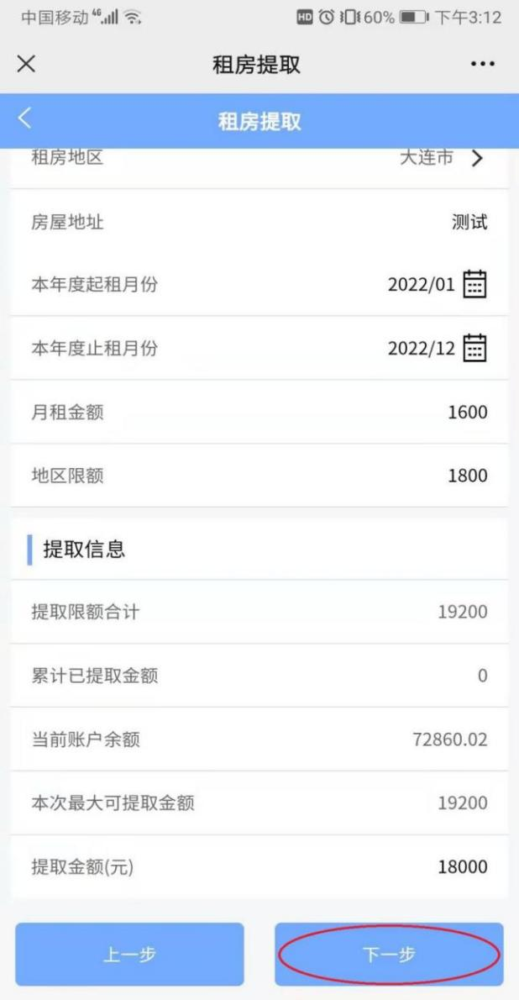 中国移动 4G HD 60% 下午3:12
租房提取
租房提取
租房地区 大连市
房屋地址 测试
本年度起租月份 2022/01
本年度止租月份 2022/12
月租金额 1600
地区限额 1800
提取信息
提取限额合计 19200
累计已提取金额 0
当前账户余额 72860.02
本次最大可提取金额 19200
提取金额(元) 18000
上一步 下一步